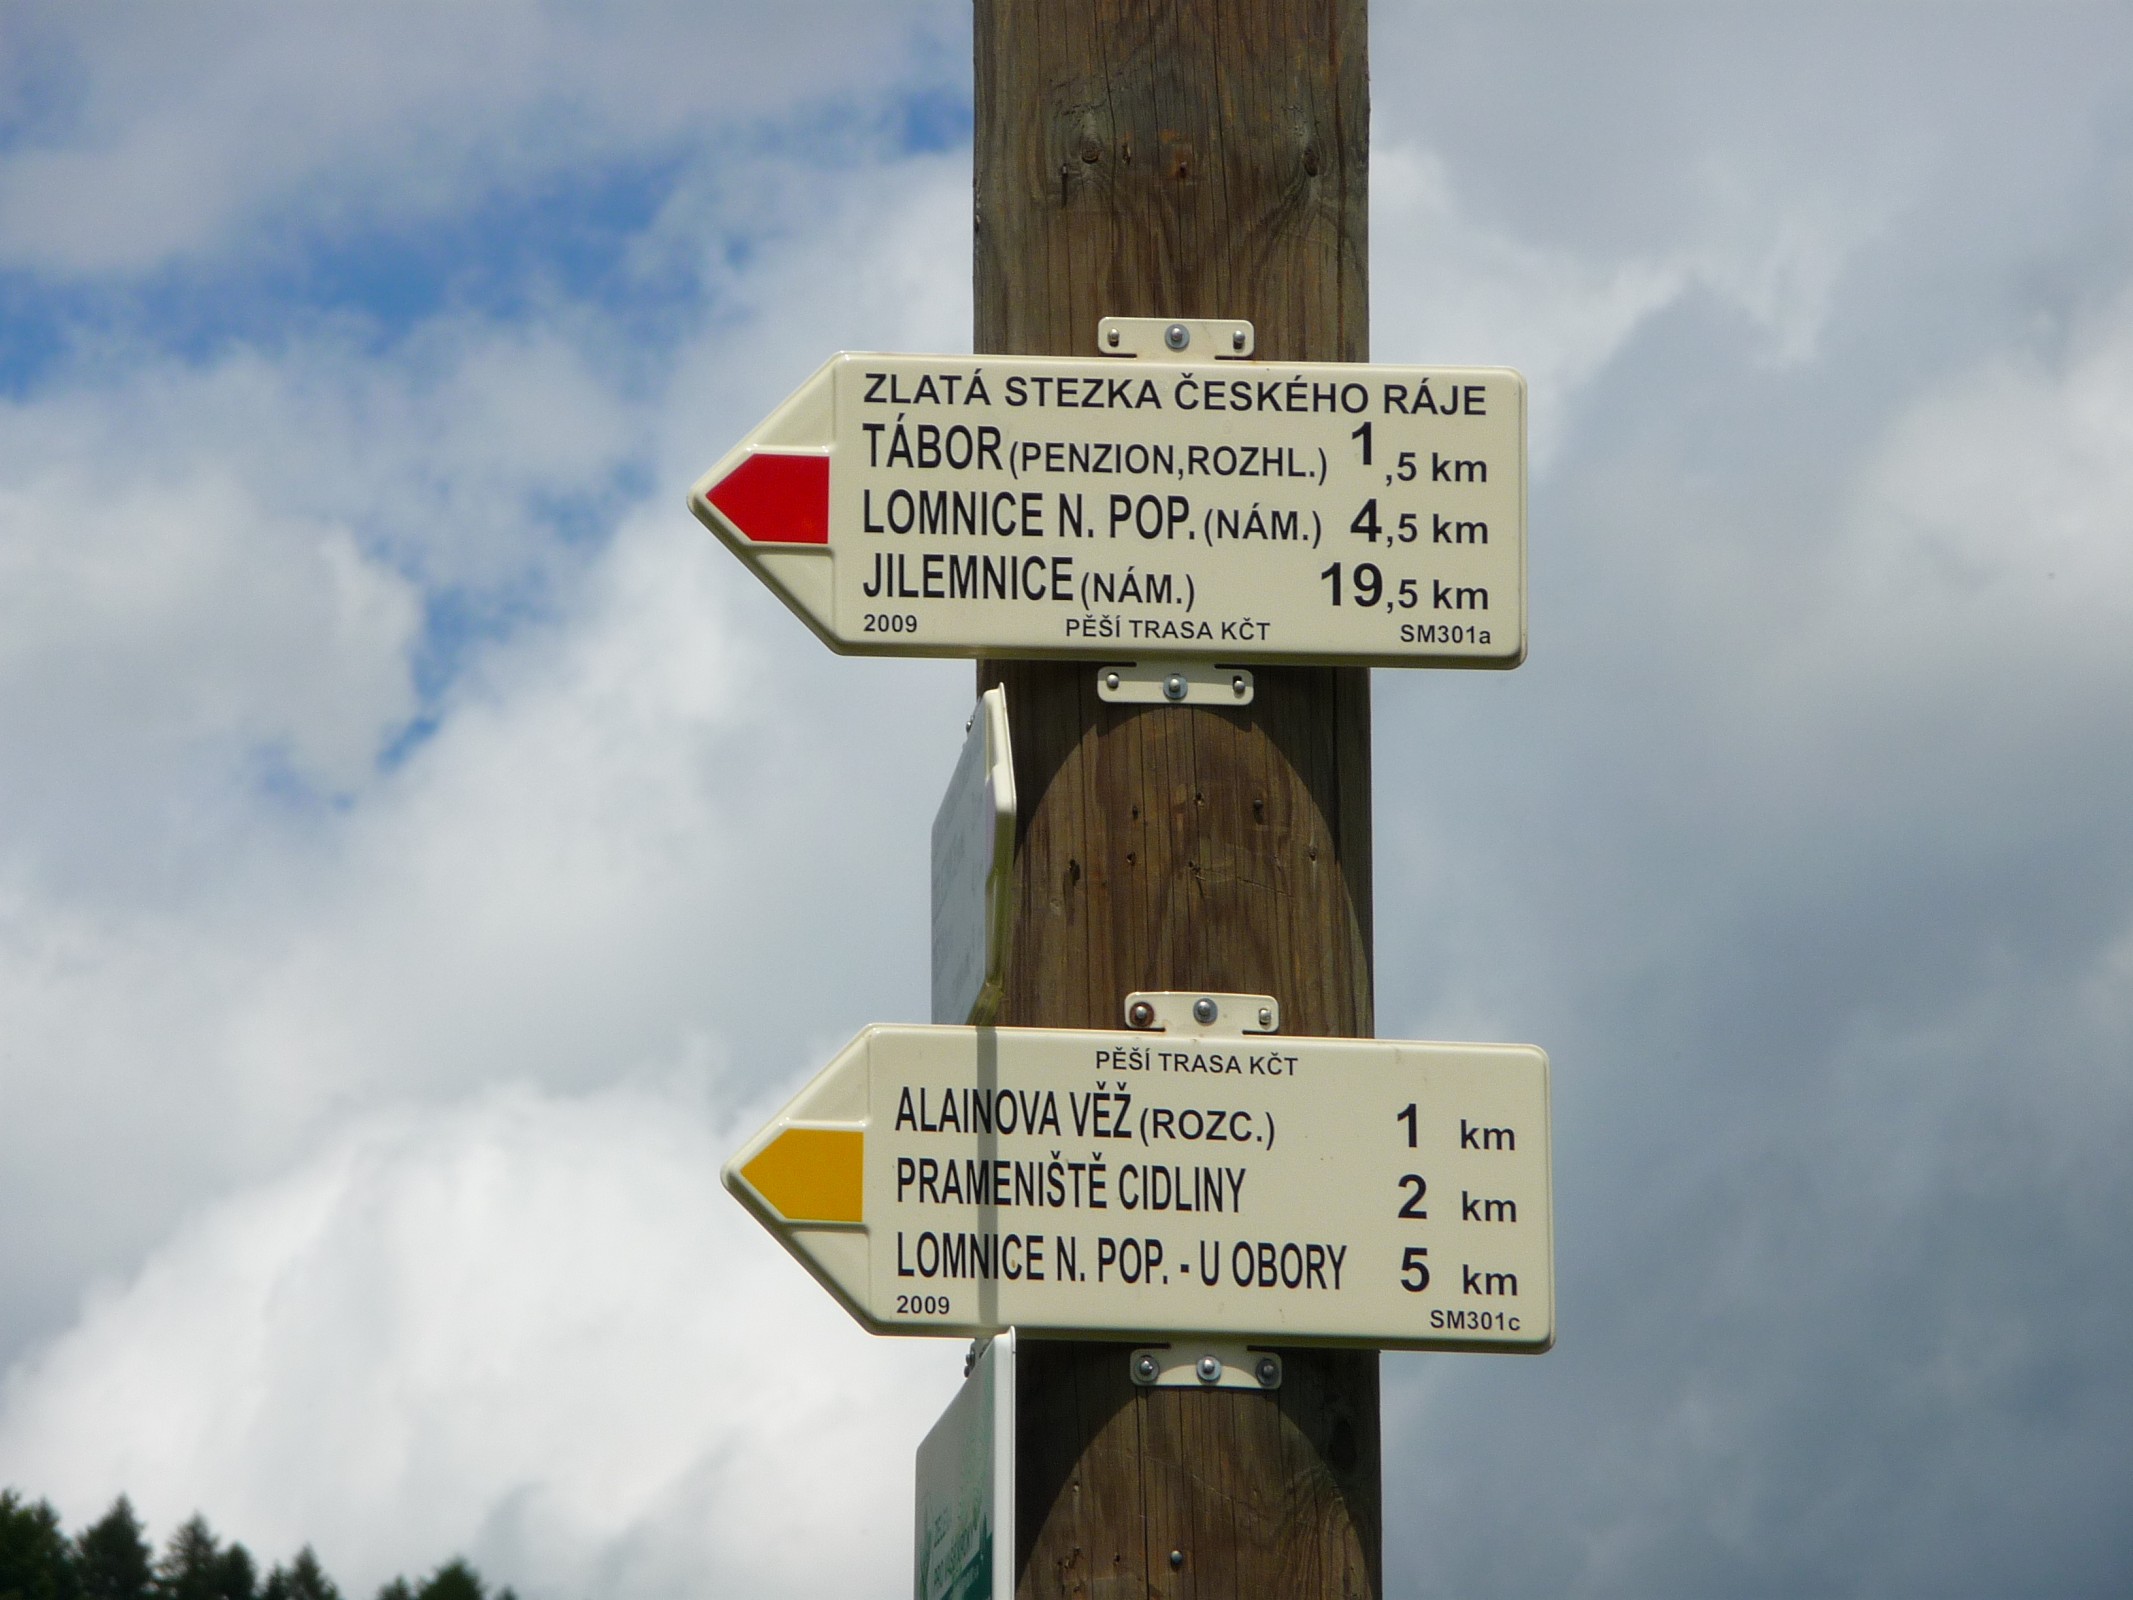 ZLATÁ STEZKA ČESKÉHO RÁJE
TÁBOR (PENZION,ROZHL.) 1,5 km
LOMNICE N. POP. (NÁM.) 4,5 km
JILEMNICE (NÁM.) 19,5 km
2009 PĚŠÍ TRASA KČT SM301a
PĚŠÍ TRASA KČT
ALAINOVA VĚŽ (ROZC.) 1 km
PRAMENIŠTĚ CIDLINY 2 km
LOMNICE N. POP. - U OBORY 5 km
2009 SM301c